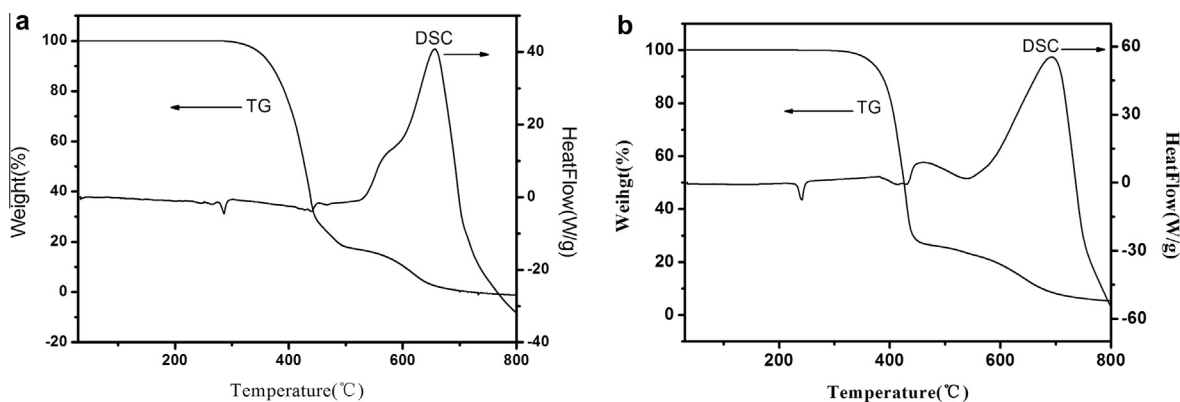 a
DSC
TG
100
80
60
40
20
0
-20
Weight(%)
40
20
0
-20
-40
HeatFlow(W/g)
200
400
600
800
Temperature(℃)
b
DSC
TG
100
80
60
40
20
0
Weihgt(%)
60
30
0
-30
-60
HeatFlow(W/g)
200
400
600
800
Temperature(℃)